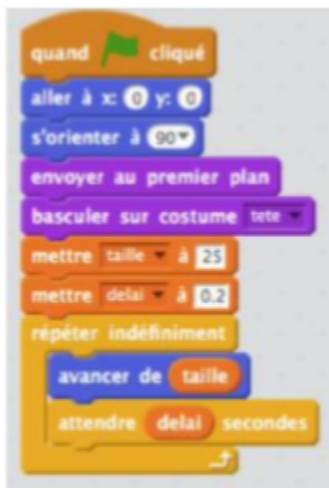 quand cliqué
aller à x: 0 y: 0
s'orienter à 90
envoyer au premier plan
basculer sur costume tete
mettre taille à 25
mettre delai à 0.2
répéter indéfiniment
avancer de taille
attendre delai secondes